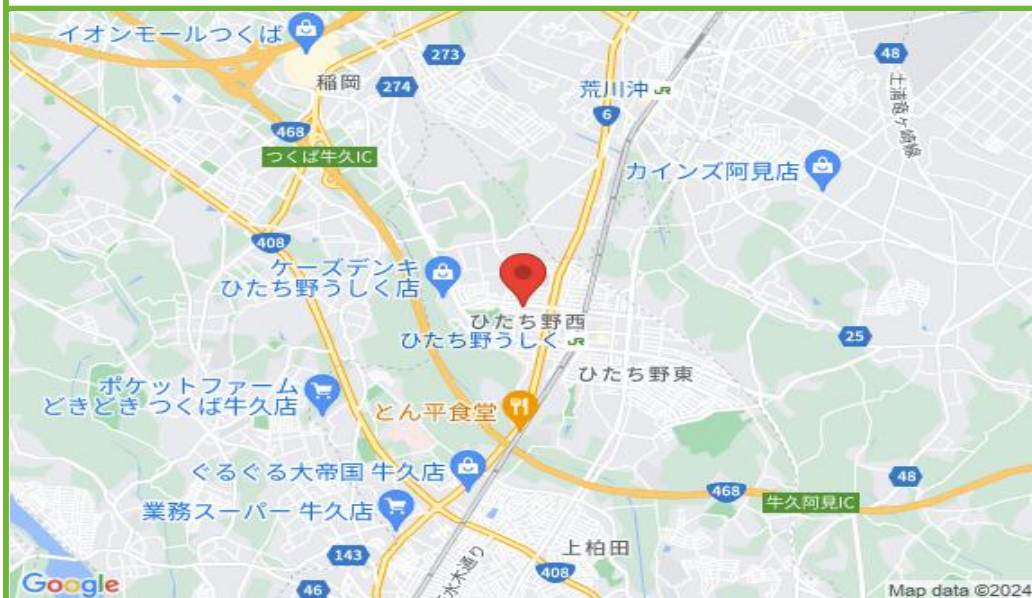 イオンモールつくば
稲岡
273
274
468
つくば牛久IC
荒川沖 JR
6
48
土浦竜ヶ崎線
カインズ阿見店
408
ケーズデンキ
ひたち野うしく店
ひたち野西
ひたち野うしく JR
25
ひたち野東
ポケットファーム
どきどき つくば牛久店
とん平食堂
ぐるぐる大帝国 牛久店
業務スーパー 牛久店
468
48
牛久阿見IC
143
上柏田
408
46
水木通り
Google
Map data ©2024